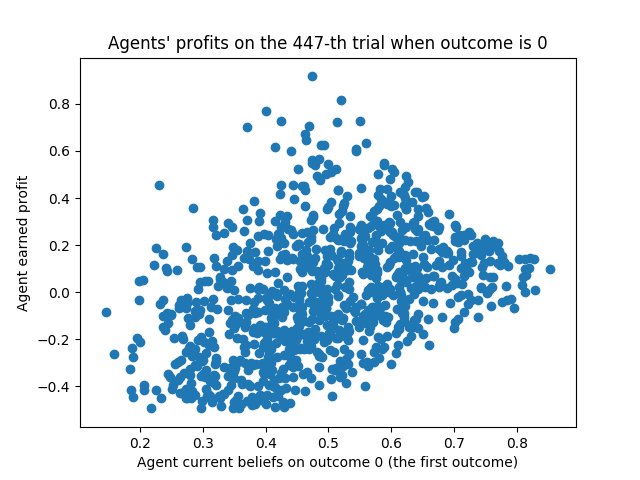 Agents' profits on the 447-th trial when outcome is 0
Agent earned profit
0.8
0.6
0.4
0.2
0.0
−0.2
−0.4
0.2 0.3 0.4 0.5 0.6 0.7 0.8
Agent current beliefs on outcome 0 (the first outcome)